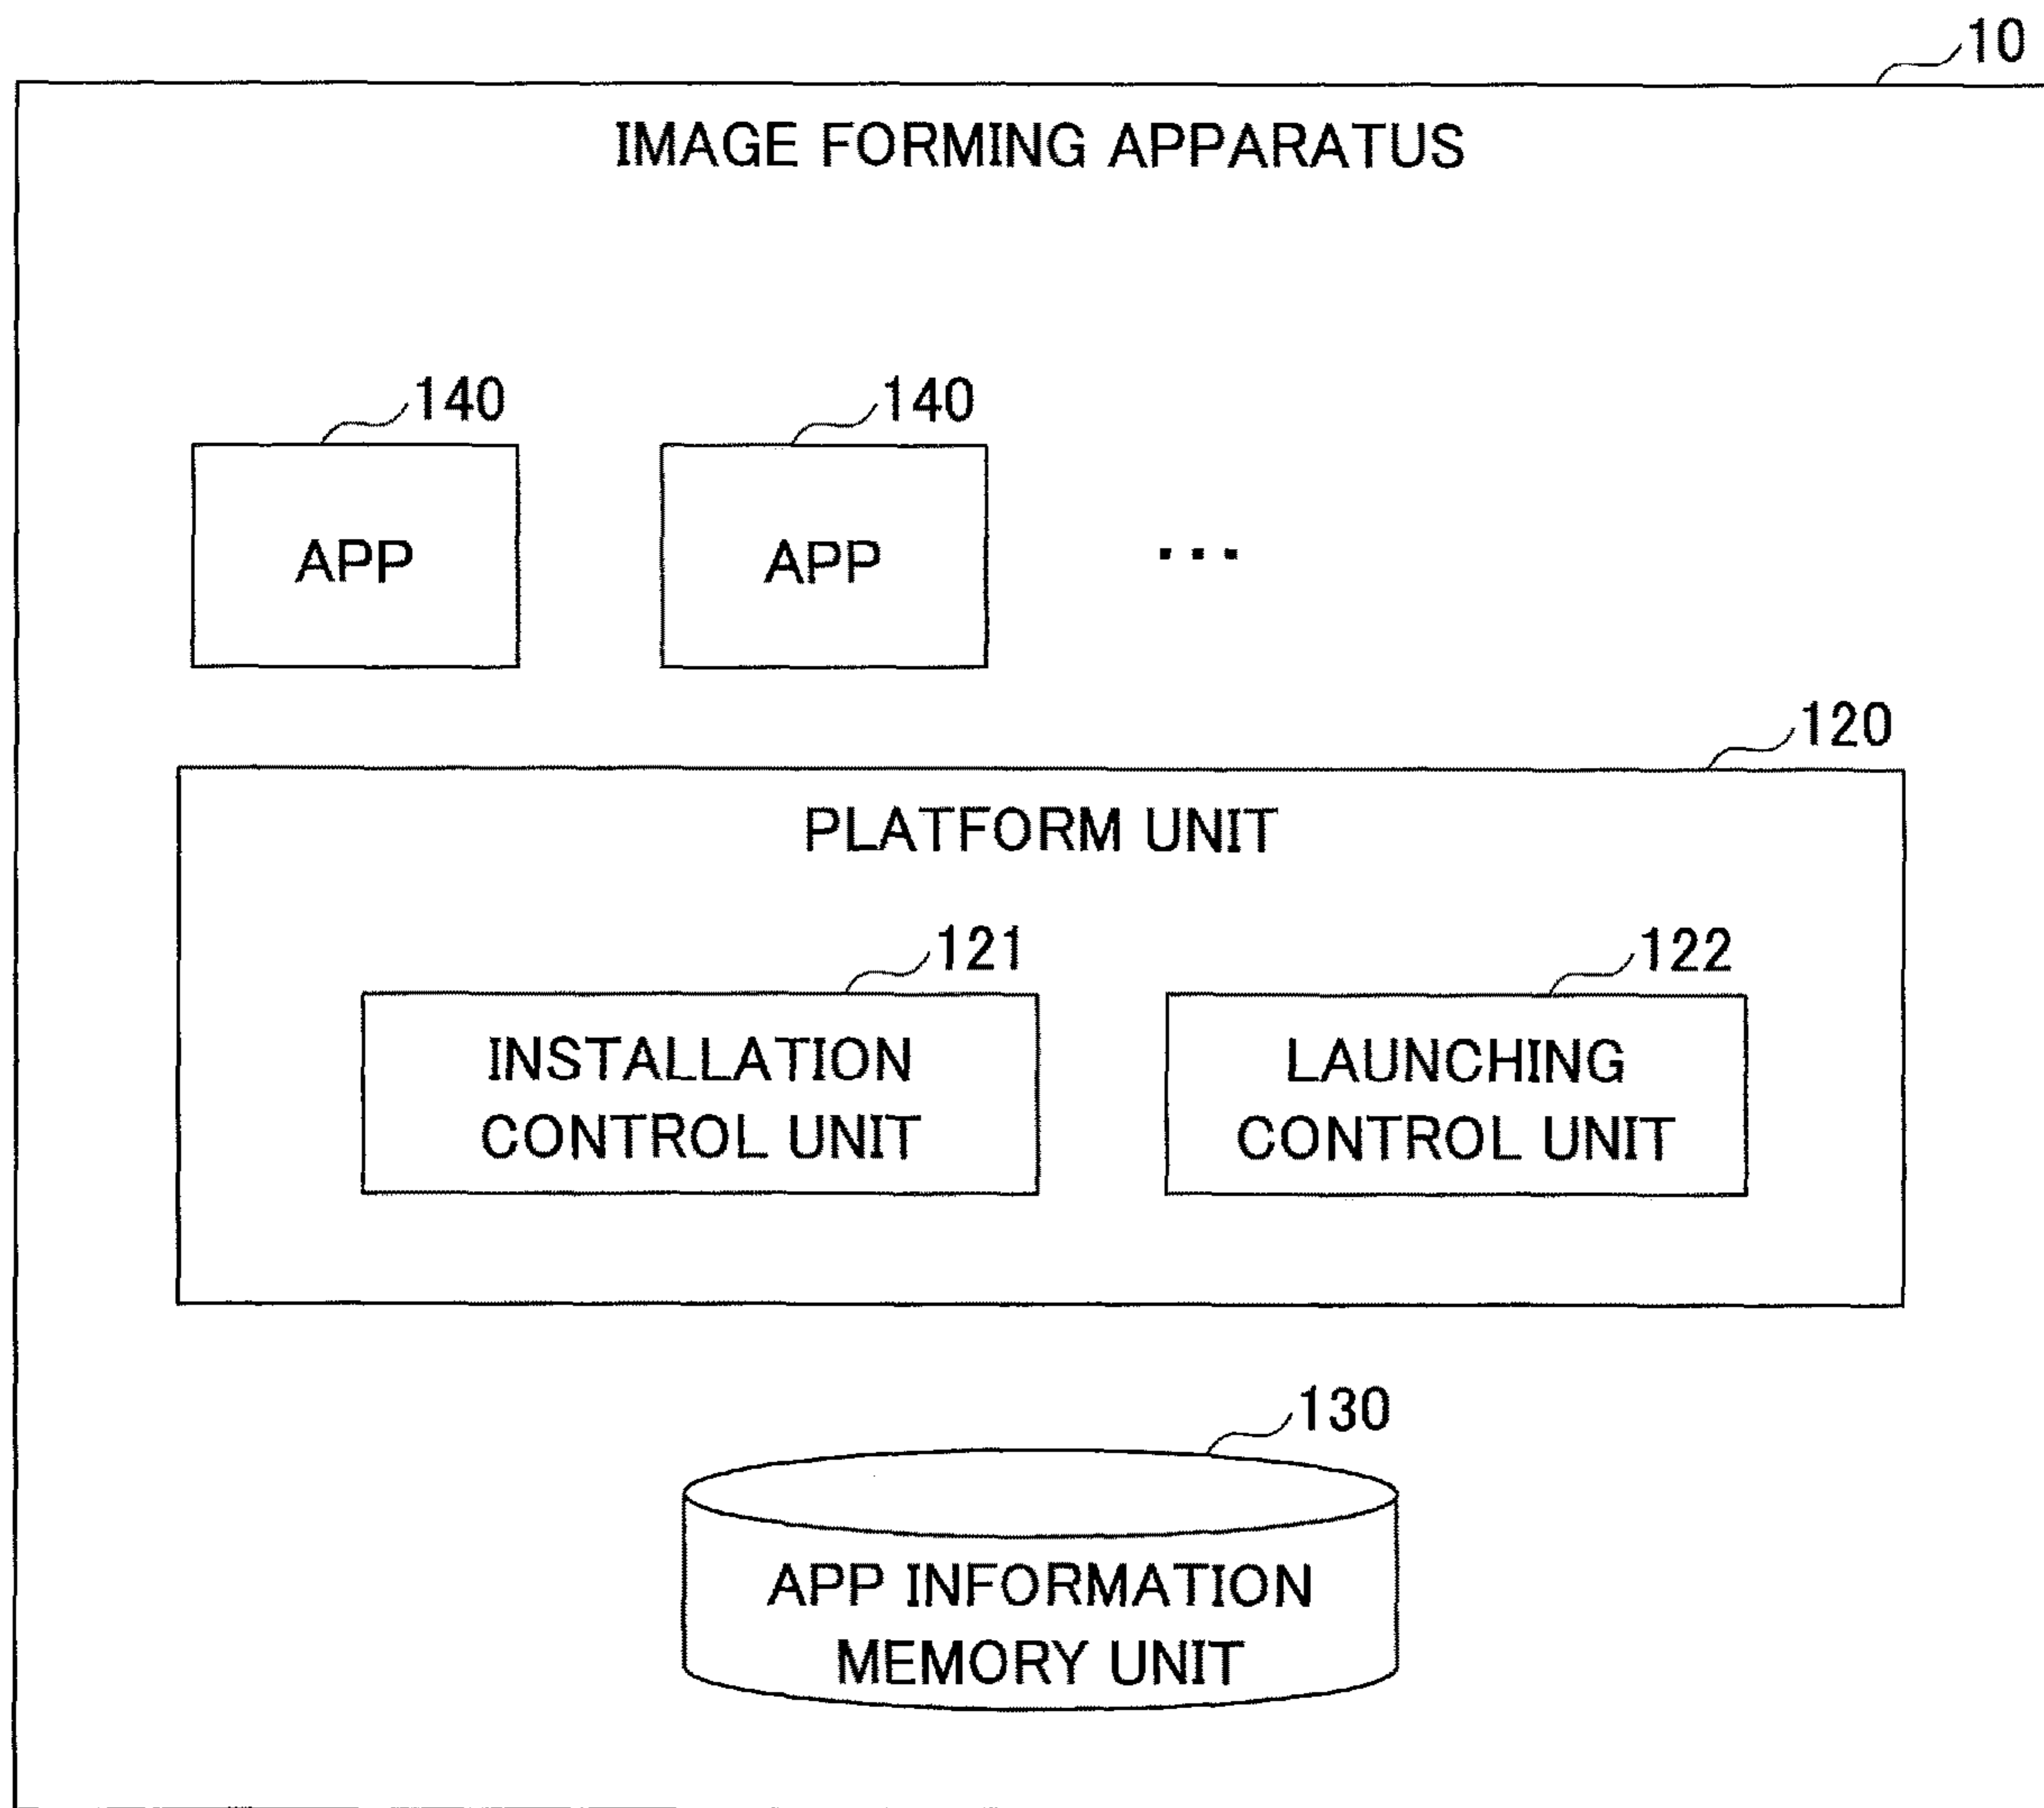 10
IMAGE FORMING APPARATUS
140
140
APP
APP
...
120
PLATFORM UNIT
121
122
INSTALLATION
CONTROL UNIT
LAUNCHING
CONTROL UNIT
130
APP INFORMATION
MEMORY UNIT